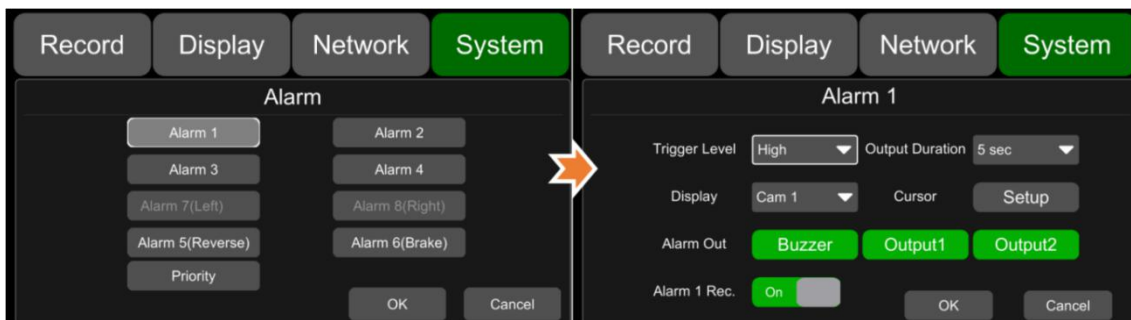 Record Display Network System
Alarm
Alarm 1 Alarm 2
Alarm 3 Alarm 4
Alarm 7(Left) Alarm 8(Right)
Alarm 5(Reverse) Alarm 6(Brake)
Priority
OK Cancel
Record Display Network System
Alarm 1
Trigger Level High Output Duration 5 sec
Display Cam 1 Cursor Setup
Alarm Out Buzzer Output1 Output2
Alarm 1 Rec. On
OK Cancel